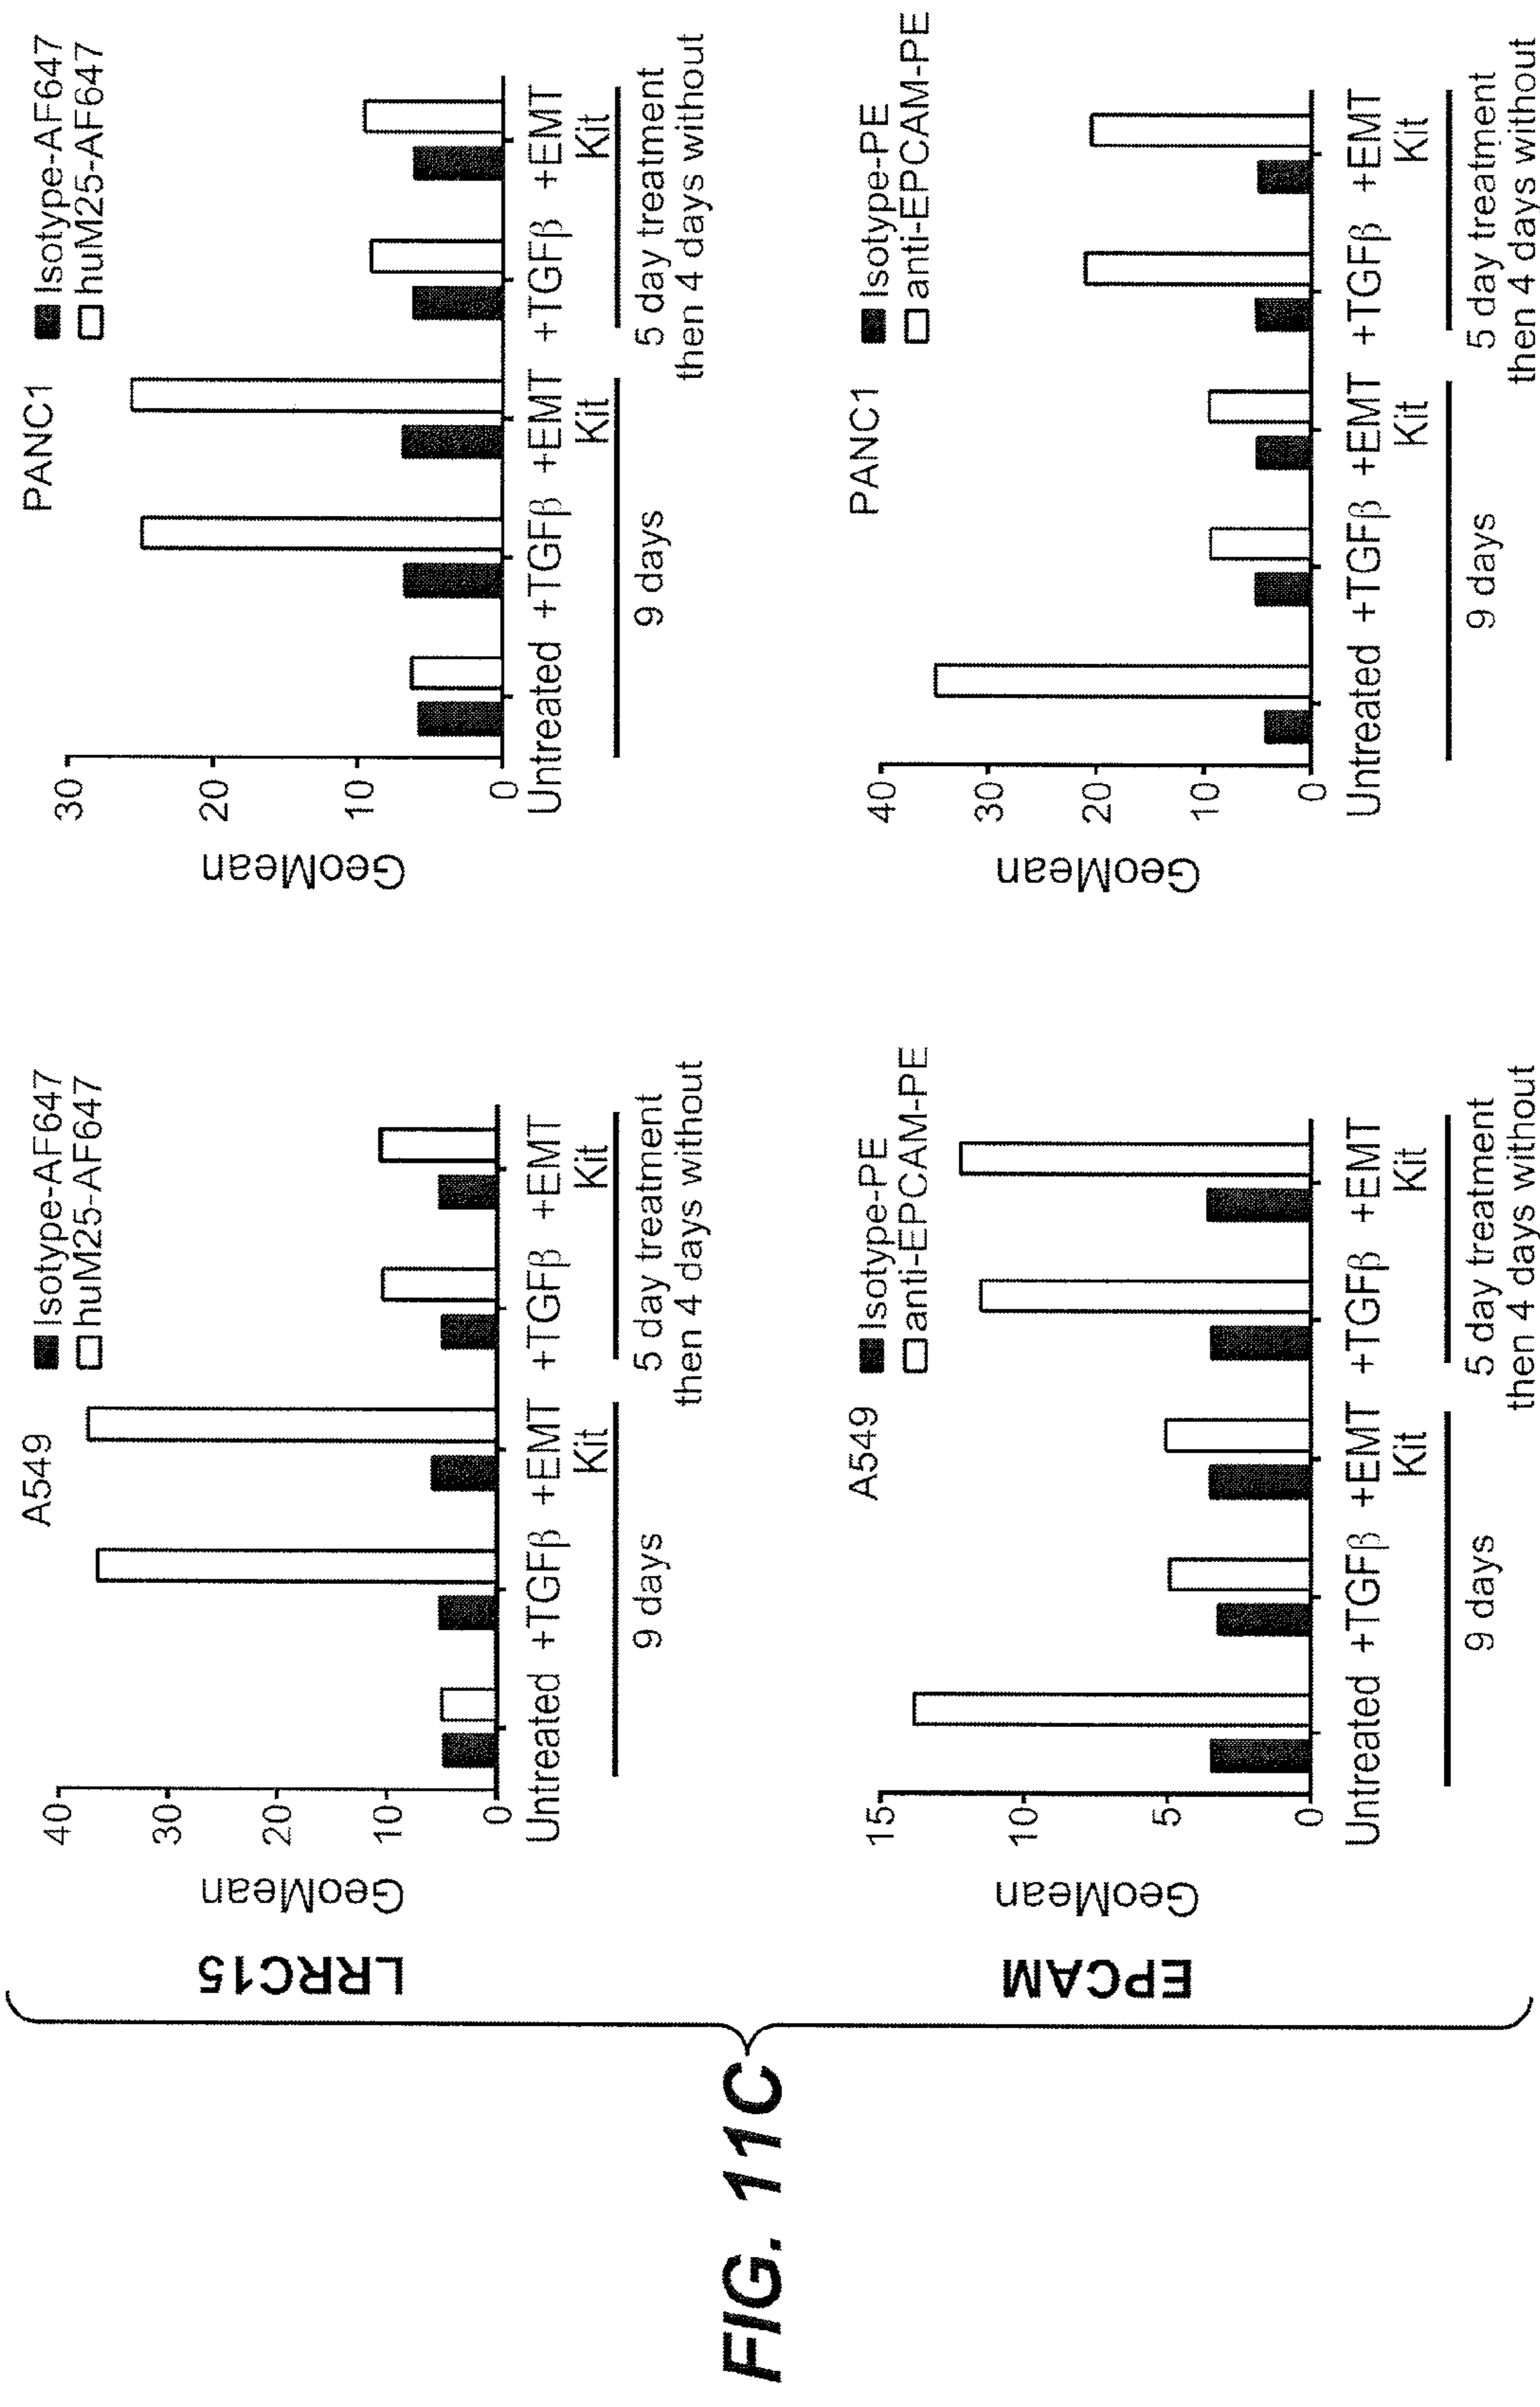 FIG. 11C
LRRC15
A549
■ Isotype-AF647
□ huM25-AF647
GeoMean
40
30
20
10
0
Untreated +TGFβ +EMT +TGFβ +EMT
Kit Kit
9 days
5 day treatment
then 4 days without
PANC1
■ Isotype-AF647
□ huM25-AF647
GeoMean
30
20
10
0
Untreated +TGFβ +EMT +TGFβ +EMT
Kit Kit
9 days
5 day treatment
then 4 days without
EPCAM
A549
■ Isotype-PE
□ anti-EPCAM-PE
GeoMean
15
10
5
0
Untreated +TGFβ +EMT +TGFβ +EMT
Kit Kit
9 days
5 day treatment
then 4 days without
PANC1
■ Isotype-PE
□ anti-EPCAM-PE
GeoMean
40
30
20
10
0
Untreated +TGFβ +EMT +TGFβ +EMT
Kit Kit
9 days
5 day treatment
then 4 days without